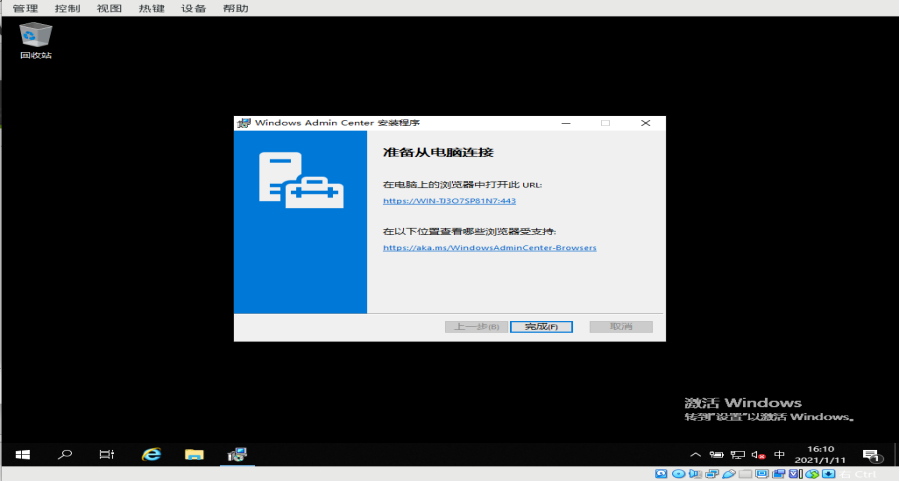 管理 控制 视图 热键 设备 帮助
回收站
Windows Admin Center 安装程序
准备从电脑连接
在电脑上的浏览器中打开此 URL:
https://WIN-TJ3O7SP81N7:443
在以下位置查看哪些浏览器受支持:
https://aka.ms/WindowsAdminCenter-Browsers
上一步(B) 完成(F) 取消
激活 Windows
转到"设置"以激活 Windows。
中 16:10
2021/1/11
1
右 Ctrl